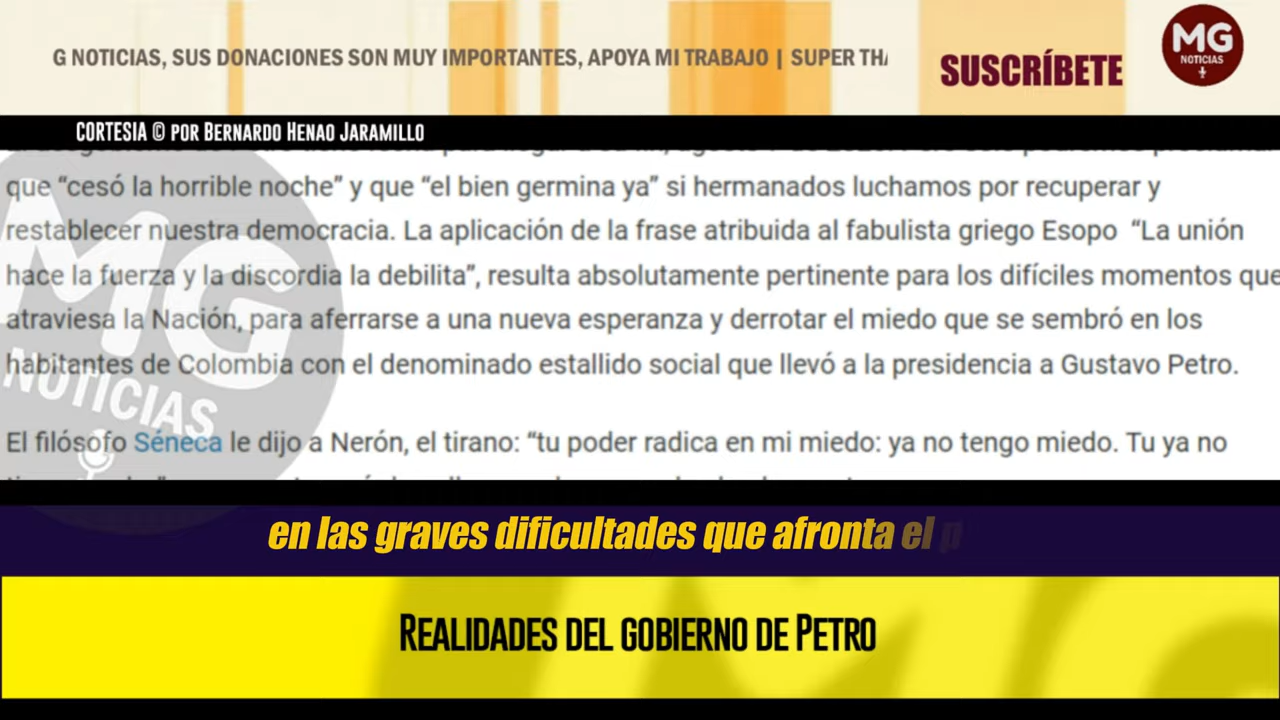 G NOTICIAS, SUS DONACIONES SON MUY IMPORTANTES, APOYA MI TRABAJO | SUPER
SUSCRÍBETE
MG
NOTICIAS
CORTESIA © POR BERNARDO HENAO JARAMILLO
que “cesó la horrible noche” y que “el bien germina ya” si hermanados luchamos por recuperar y
restablecer nuestra democracia. La aplicación de la frase atribuida al fabulista griego Esopo “La unión
hace la fuerza y la discordia la debilita”, resulta absolutamente pertinente para los difíciles momentos que
atraviesa la Nación, para aferrarse a una nueva esperanza y derrotar el miedo que se sembró en los
habitantes de Colombia con el denominado estallido social que llevó a la presidencia a Gustavo Petro.
El filósofo Séneca le dijo a Nerón, el tirano: “tu poder radica en mi miedo: ya no tengo miedo. Tu ya no
MG
NOTICIAS
en las graves dificultades que afronta el
REALIDADES DEL GOBIERNO DE PETRO